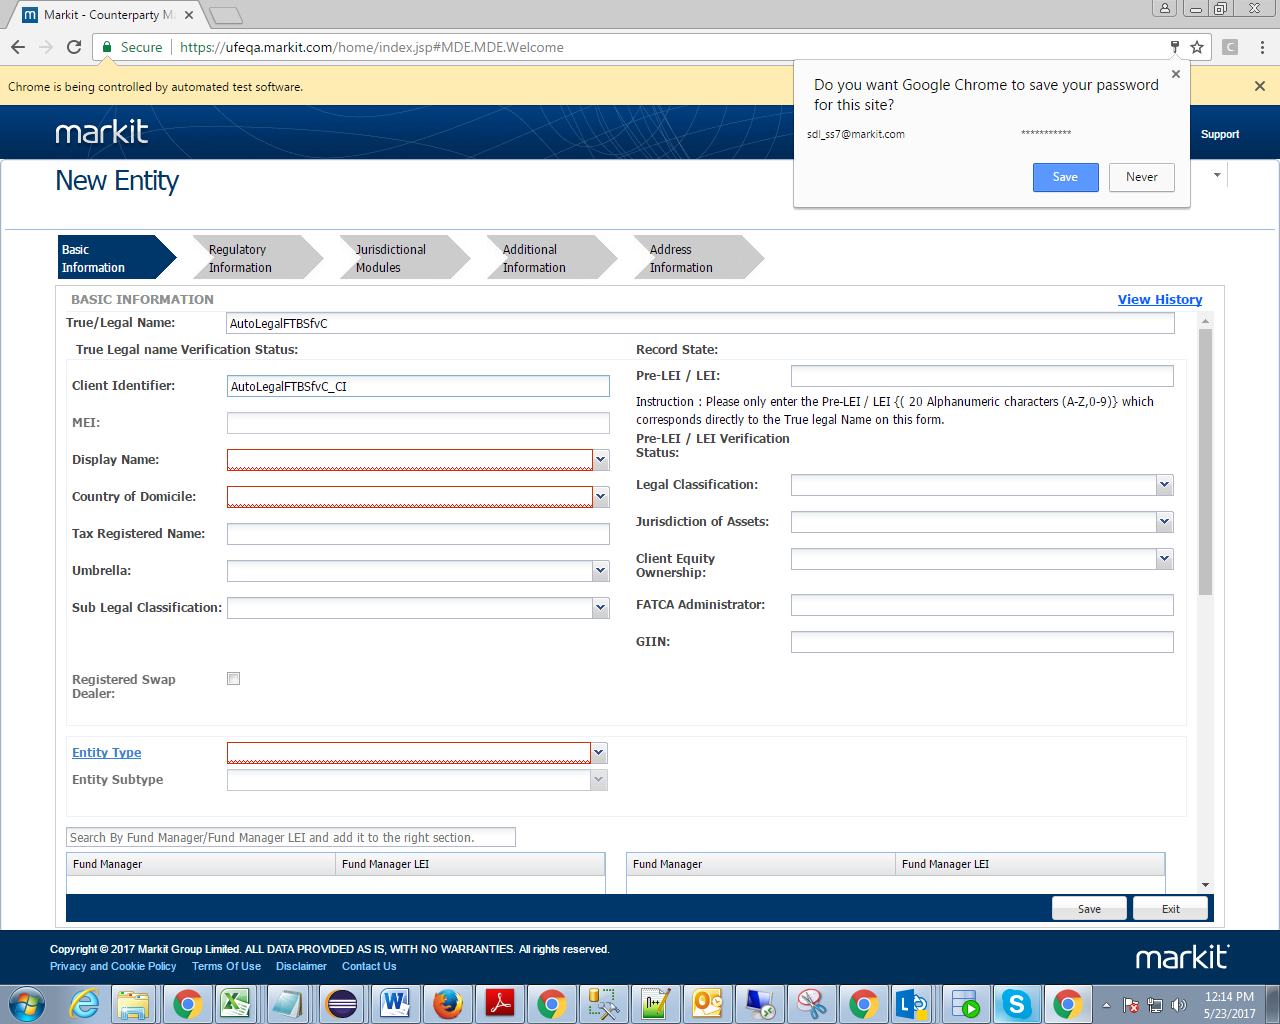 Markit - Counterparty M
Secure
https://ufeqa.markit.com/home/index.jsp#MDE.MDE.Welcome
C
Chrome is being controlled by automated test software.
Do you want Google Chrome to save your password
for this site?
sdl_ss7@markit.com ***********
Save Never
markit
Support
New Entity
Basic
Information
Regulatory
Information
Jurisdictional
Modules
Additional
Information
Address
Information
BASIC INFORMATION
View History
True/Legal Name: AutoLegalFTBSfvC
True Legal name Verification Status:
Record State:
Client Identifier: AutoLegalFTBSfvC_CI
Pre-LEI / LEI:
Instruction : Please only enter the Pre-LEI / LEI {( 20 Alphanumeric characters (A-Z,0-9)} which
corresponds directly to the True legal Name on this form.
MEI:
Pre-LEI / LEI Verification
Status:
Display Name:
Legal Classification:
Country of Domicile:
Jurisdiction of Assets:
Tax Registered Name:
Client Equity
Ownership:
Umbrella:
Sub Legal Classification:
FATCA Administrator:
GIIN:
Registered Swap
Dealer:
Entity Type
Entity Subtype
Search By Fund Manager/Fund Manager LEI and add it to the right section.
Fund Manager Fund Manager LEI Fund Manager Fund Manager LEI
Save Exit
Copyright © 2017 Markit Group Limited. ALL DATA PROVIDED AS IS, WITH NO WARRANTIES. All rights reserved.
Privacy and Cookie Policy Terms Of Use Disclaimer Contact Us
markit
12:14 PM
5/23/2017